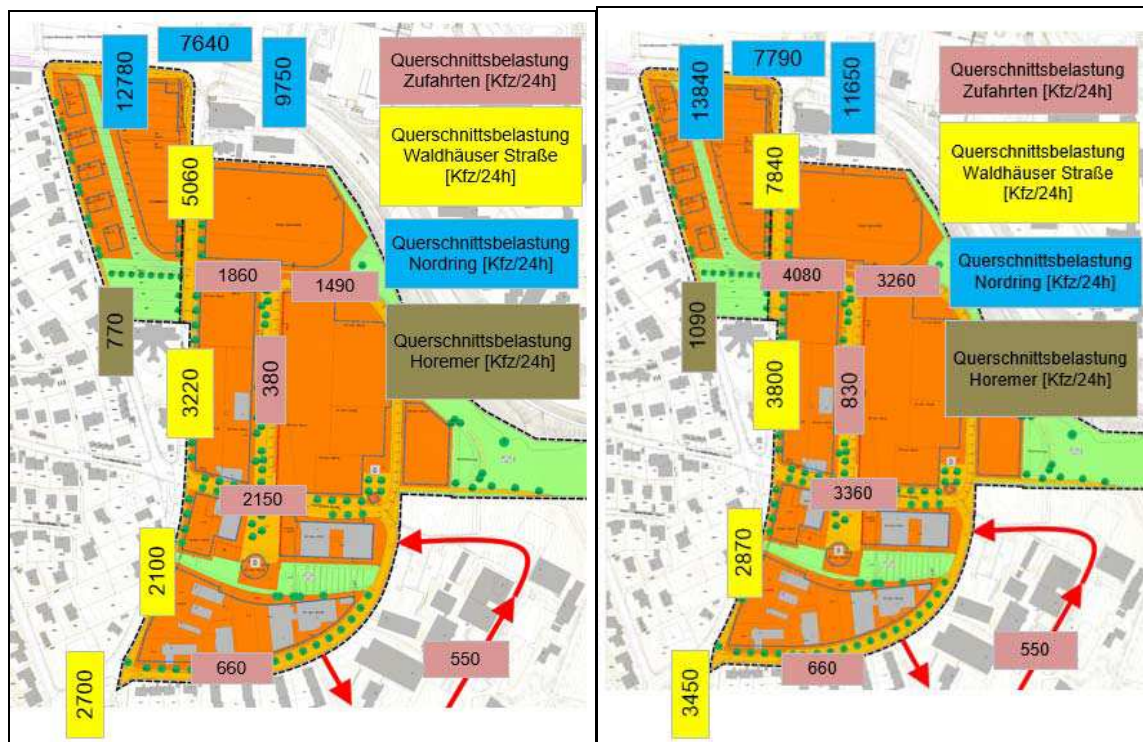 7640
12780
9750
Querschnittsbelastung
Zufahrten [Kfz/24h]
Querschnittsbelastung
Waldhäuser Straße
[Kfz/24h]
5060
Querschnittsbelastung
Nordring [Kfz/24h]
1860
1490
770
Querschnittsbelastung
Horemer [Kfz/24h]
3220
380
2150
2100
660
550
2700
7790
13840
11650
Querschnittsbelastung
Zufahrten [Kfz/24h]
Querschnittsbelastung
Waldhäuser Straße
[Kfz/24h]
7840
Querschnittsbelastung
Nordring [Kfz/24h]
4080
3260
1090
Querschnittsbelastung
Horemer [Kfz/24h]
3800
830
3360
2870
660
550
3450